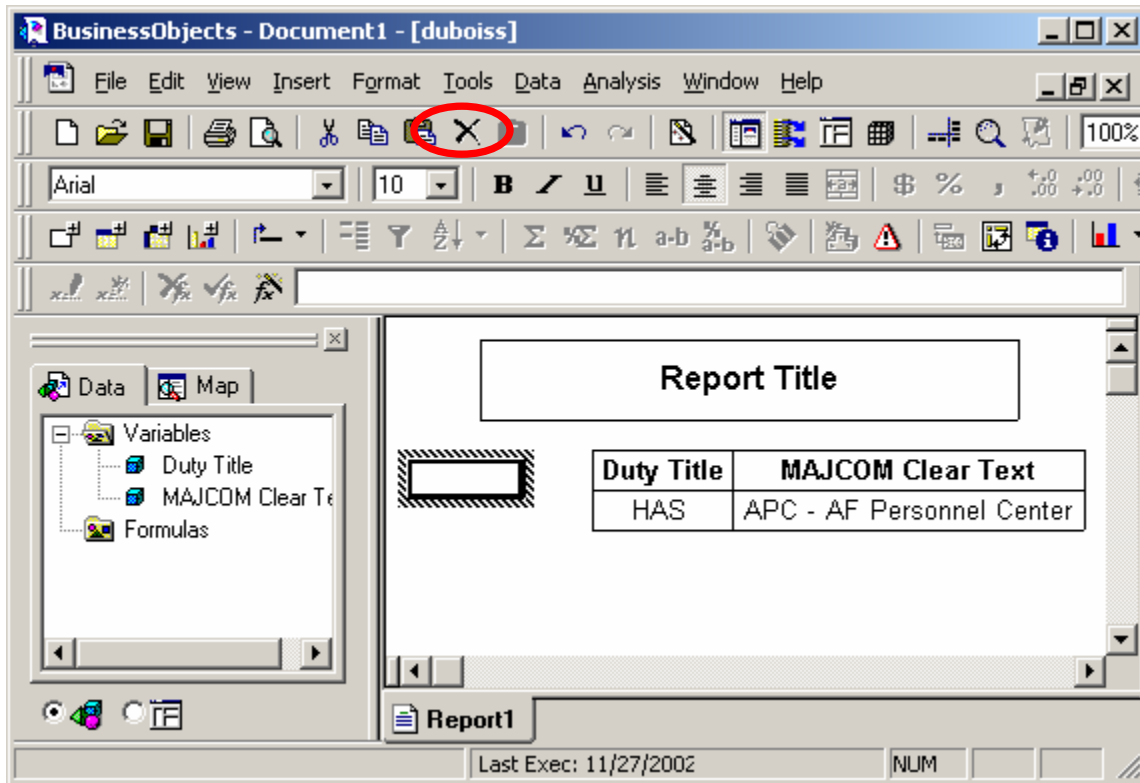 BusinessObjects - Document1 - [duboiss]
File Edit View Insert Format Tools Data Analysis Window Help
100%
Arial 10 B I U $ % , .00 .00
Σ %Σ n a-b
Data Map
Report Title
Variables
Duty Title
MAJCOM Clear Te
Formulas
Duty Title MAJCOM Clear Text
HAS APC - AF Personnel Center
Report1
Last Exec: 11/27/2002 NUM